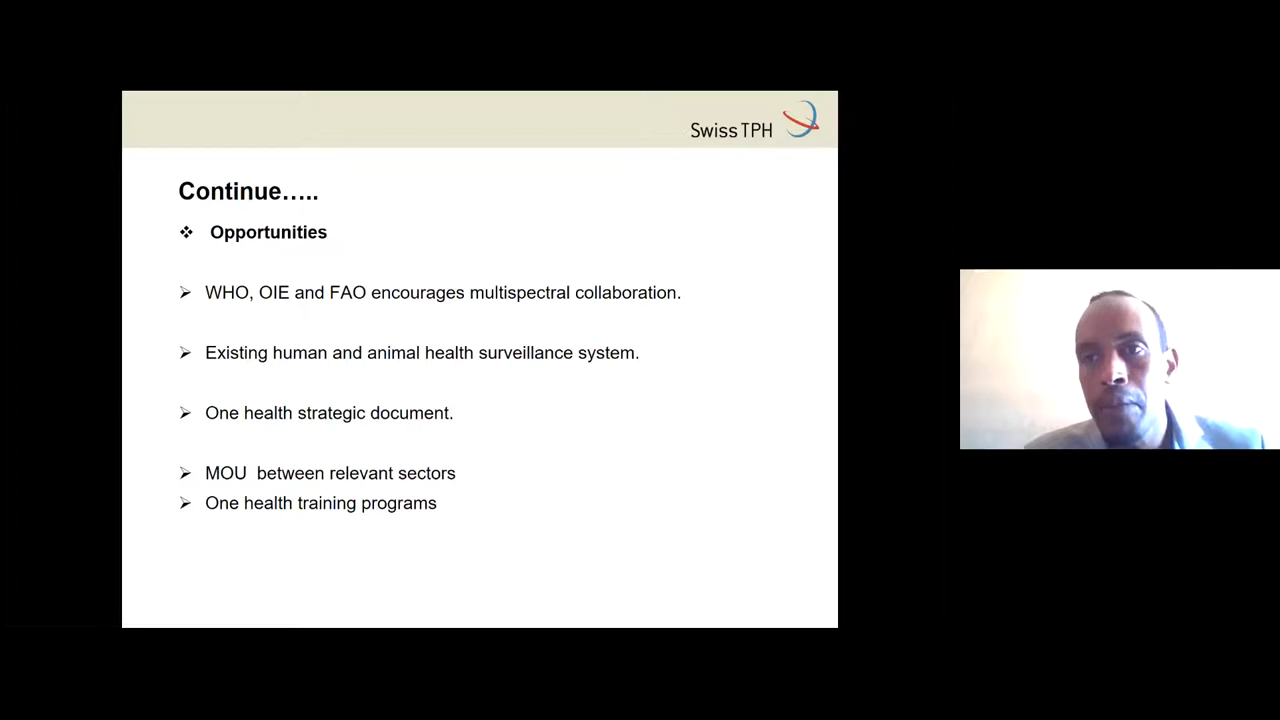 Swiss TPH
Continue…..
❖ Opportunities
➢ WHO, OIE and FAO encourages multispectral collaboration.
➢ Existing human and animal health surveillance system.
➢ One health strategic document.
➢ MOU  between relevant sectors
➢ One health training programs